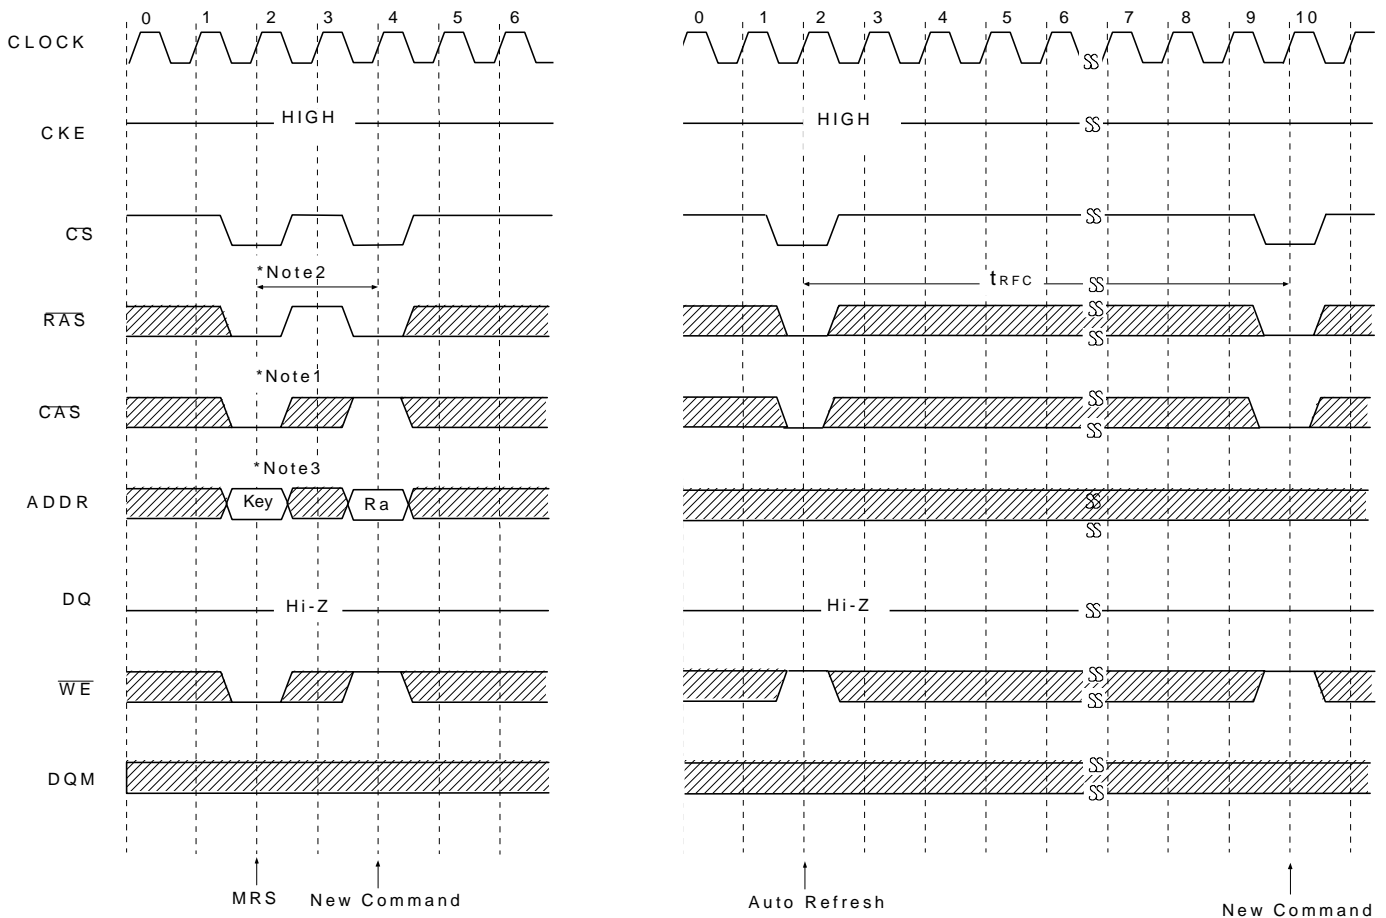 0 1 2 3 4 5 6 0 1 2 3 4 5 6 7 8 9 10
CLOCK
CKE HIGH HIGH
CS
*Note2 tRFC
RAS
*Note1
CAS
*Note3
ADDR Key Ra
DQ Hi-Z Hi-Z
WE
DQM
MRS New Command Auto Refresh New Command